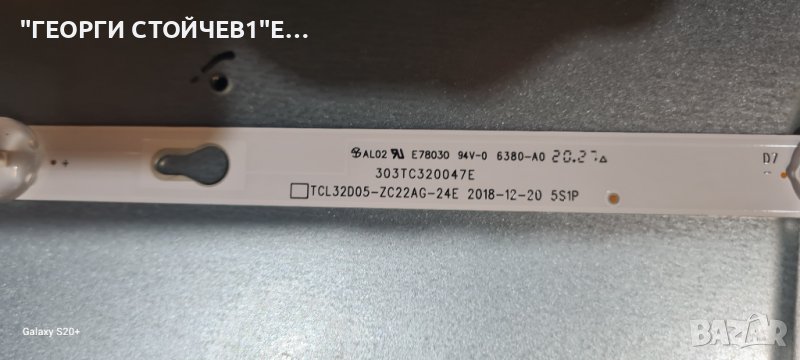 "ГЕОРГИ СТОЙЧЕВ1"Е...
AL02 E78030 94V-0 6380-A0 20.27
303TC320047E
TCL32D05-ZC22AG-24E 2018-12-20 5S1P
D7
+
Galaxy S20+
BAZAR